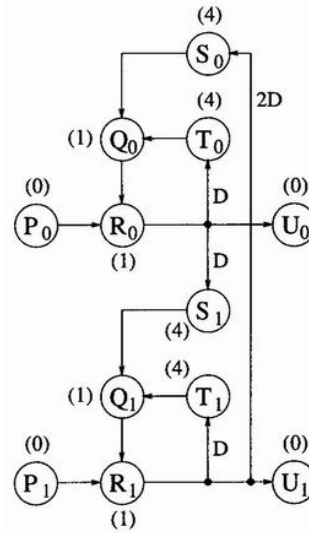 (4)
S0
(4)
2D
(1) Q0 T0
(0) D (0)
P0 R0 U0
(1) D
S1
(4) (4)
(1) Q1 T1
(0) D (0)
P1 R1 U1
(1)